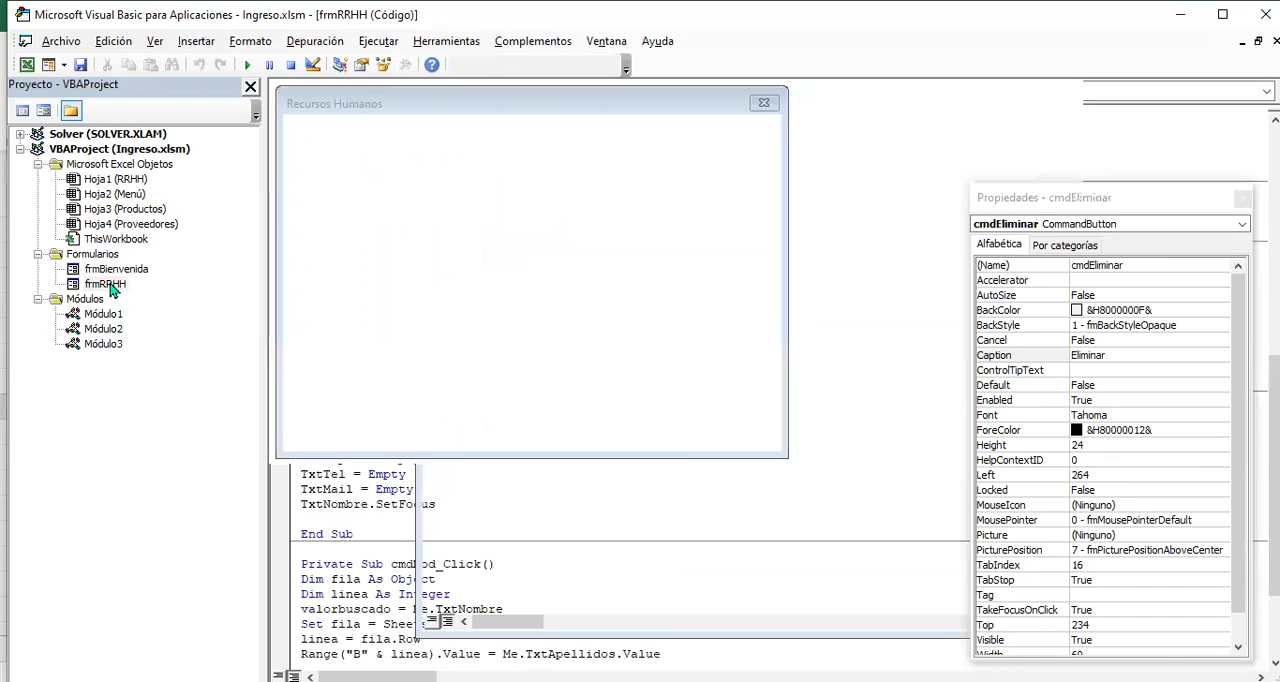 Microsoft Visual Basic para Aplicaciones - Ingreso.xlsm - [frmRRHH (Código)]
Archivo Edición Ver Insertar Formato Depuración Ejecutar Herramientas Complementos Ventana Ayuda
Proyecto - VBAProject
Solver (SOLVER.XLAM)
VBAProject (Ingreso.xlsm)
Microsoft Excel Objetos
Hoja1 (RRHH)
Hoja2 (Menú)
Hoja3 (Productos)
Hoja4 (Proveedores)
ThisWorkbook
Formularios
frmBienvenida
frmRRHH
Módulos
Módulo1
Módulo2
Módulo3
Recursos Humanos
TxtTel = Empty
TxtMail = Empty
TxtNombre.SetFocus
End Sub
Private Sub cmdMod_Click()
Dim fila As Object
Dim linea As Integer
valorbuscado = Me.TxtNombre
Set fila = Sheets
linea = fila.Row
Range("B" & linea).Value = Me.TxtApellidos.Value
Propiedades - cmdEliminar
cmdEliminar CommandButton
Alfabética Por categorías
(Name) cmdEliminar
Accelerator
AutoSize False
BackColor &H8000000F&
BackStyle 1 - fmBackStyleOpaque
Cancel False
Caption Eliminar
ControlTipText
Default False
Enabled True
Font Tahoma
ForeColor &H80000012&
Height 24
HelpContextID 0
Left 264
Locked False
MouseIcon (Ninguno)
MousePointer 0 - fmMousePointerDefault
Picture (Ninguno)
PicturePosition 7 - fmPicturePositionAboveCenter
TabIndex 16
TabStop True
Tag
TakeFocusOnClick True
Top 234
Visible True
Width 60